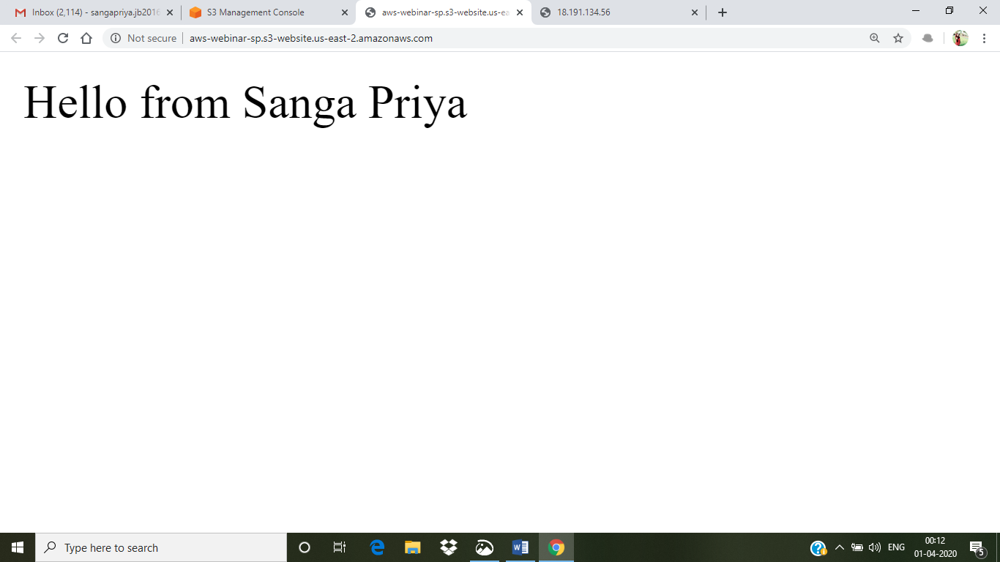 Inbox (2,114) - sangapriya.jb2016
S3 Management Console
aws-webinar-sp.s3-website.us-ea
18.191.134.56
Not secure
aws-webinar-sp.s3-website.us-east-2.amazonaws.com
Hello from Sanga Priya
Type here to search
ENG
00:12
01-04-2020
5